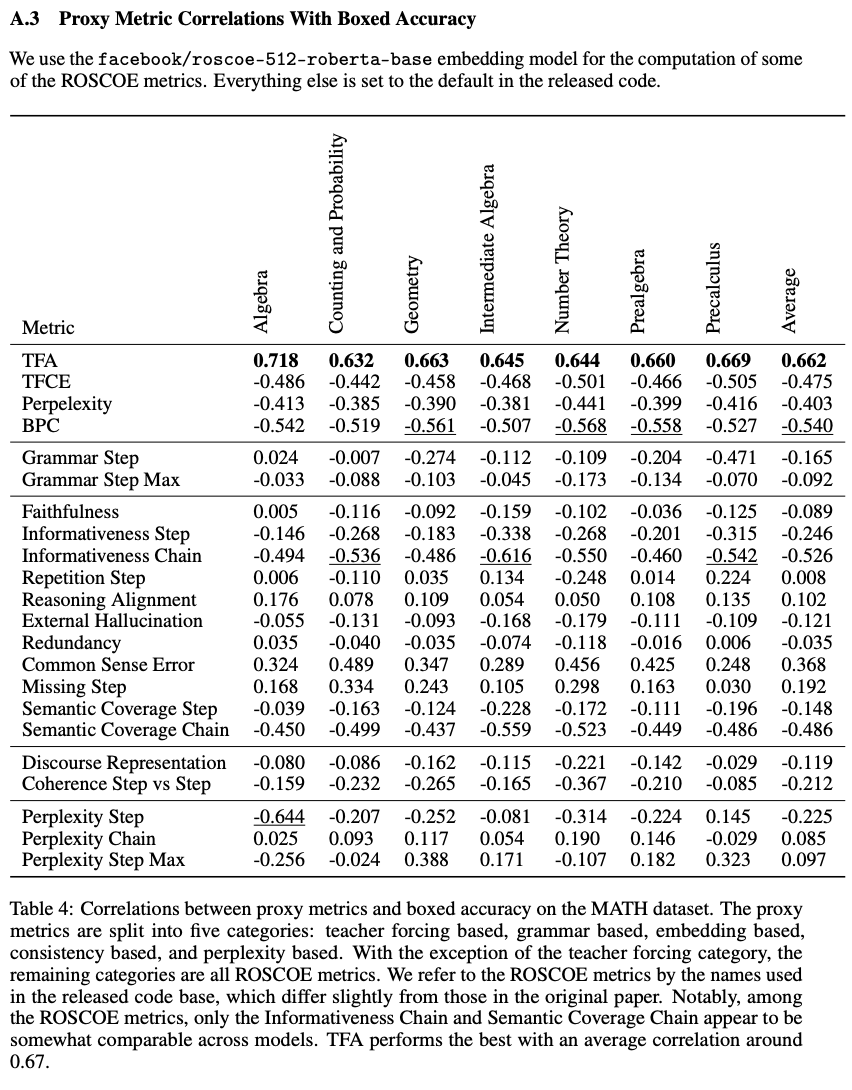 A.3 Proxy Metric Correlations With Boxed Accuracy
We use the facebook/roscoe-512-roberta-base embedding model for the computation of some
of the ROSCOE metrics. Everything else is set to the default in the released code.
Metric Algebra Counting and Probability Geometry Intermediate Algebra Number Theory Prealgebra Precalculus Average
TFA 0.718 0.632 0.663 0.645 0.644 0.660 0.669 0.662
TFCE -0.486 -0.442 -0.458 -0.468 -0.501 -0.466 -0.505 -0.475
Perpelexity -0.413 -0.385 -0.390 -0.381 -0.441 -0.399 -0.416 -0.403
BPC -0.542 -0.519 -0.561 -0.507 -0.568 -0.558 -0.527 -0.540
Grammar Step 0.024 -0.007 -0.274 -0.112 -0.109 -0.204 -0.471 -0.165
Grammar Step Max -0.033 -0.088 -0.103 -0.045 -0.173 -0.134 -0.070 -0.092
Faithfulness 0.005 -0.116 -0.092 -0.159 -0.102 -0.036 -0.125 -0.089
Informativeness Step -0.146 -0.268 -0.183 -0.338 -0.268 -0.201 -0.315 -0.246
Informativeness Chain -0.494 -0.536 -0.486 -0.616 -0.550 -0.460 -0.542 -0.526
Repetition Step 0.006 -0.110 0.035 0.134 -0.248 0.014 0.224 0.008
Reasoning Alignment 0.176 0.078 0.109 0.054 0.050 0.108 0.135 0.102
External Hallucination -0.055 -0.131 -0.093 -0.168 -0.179 -0.111 -0.109 -0.121
Redundancy 0.035 -0.040 -0.035 -0.074 -0.118 -0.016 0.006 -0.035
Common Sense Error 0.324 0.489 0.347 0.289 0.456 0.425 0.248 0.368
Missing Step 0.168 0.334 0.243 0.105 0.298 0.163 0.030 0.192
Semantic Coverage Step -0.039 -0.163 -0.124 -0.228 -0.172 -0.111 -0.196 -0.148
Semantic Coverage Chain -0.450 -0.499 -0.437 -0.559 -0.523 -0.449 -0.486 -0.486
Discourse Representation -0.080 -0.086 -0.162 -0.115 -0.221 -0.142 -0.029 -0.119
Coherence Step vs Step -0.159 -0.232 -0.265 -0.165 -0.367 -0.210 -0.085 -0.212
Perplexity Step -0.644 -0.207 -0.252 -0.081 -0.314 -0.224 0.145 -0.225
Perplexity Chain 0.025 0.093 0.117 0.054 0.190 0.146 -0.029 0.085
Perplexity Step Max -0.256 -0.024 0.388 0.171 -0.107 0.182 0.323 0.097
Table 4: Correlations between proxy metrics and boxed accuracy on the MATH dataset. The proxy
metrics are split into five categories: teacher forcing based, grammar based, embedding based,
consistency based, and perplexity based. With the exception of the teacher forcing category, the
remaining categories are all ROSCOE metrics. We refer to the ROSCOE metrics by the names used
in the released code base, which differ slightly from those in the original paper. Notably, among
the ROSCOE metrics, only the Informativeness Chain and Semantic Coverage Chain appear to be
somewhat comparable across models. TFA performs the best with an average correlation around
0.67.